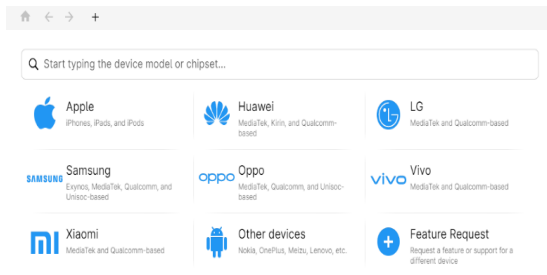 Start typing the device model or chipset...
Apple
iPhones, iPads, and iPods
Huawei
MediaTek, Kirin, and Qualcomm-
based
LG
MediaTek and Qualcomm-based
SAMSUNG
Samsung
Exynos, MediaTek, Qualcomm, and
Unisoc-based
oppo
Oppo
MediaTek, Qualcomm, and Unisoc-
based
vivo
Vivo
MediaTek and Qualcomm-based
Xiaomi
MediaTek and Qualcomm-based
Other devices
Nokia, OnePlus, Meizu, Lenovo, etc.
Feature Request
Request a feature or support for a
different device